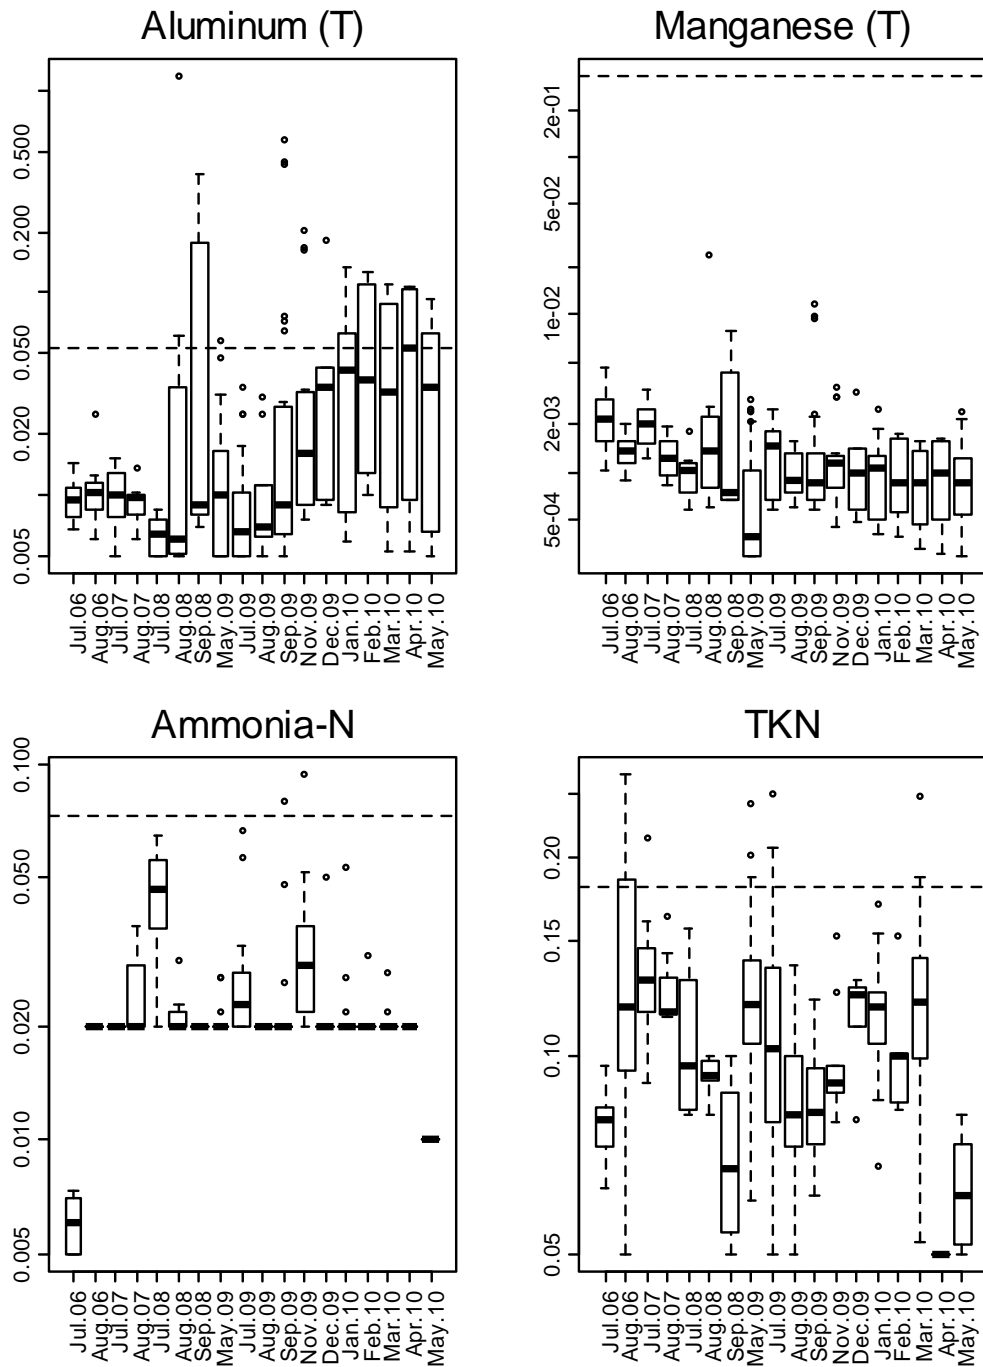 Aluminum (T)
0.500
0.200
0.050
0.020
0.005
Jul.06
Aug.06
Jul.07
Aug.07
Jul.08
Aug.08
Sep.08
May.09
Jul.09
Aug.09
Sep.09
Nov.09
Dec.09
Jan.10
Feb.10
Mar.10
Apr.10
May.10
Manganese (T)
2e-01
5e-02
1e-02
2e-03
5e-04
Jul.06
Aug.06
Jul.07
Aug.07
Jul.08
Aug.08
Sep.08
May.09
Jul.09
Aug.09
Sep.09
Nov.09
Dec.09
Jan.10
Feb.10
Mar.10
Apr.10
May.10
Ammonia-N
0.100
0.050
0.020
0.010
0.005
Jul.06
Aug.06
Jul.07
Aug.07
Jul.08
Aug.08
Sep.08
May.09
Jul.09
Aug.09
Sep.09
Nov.09
Dec.09
Jan.10
Feb.10
Mar.10
Apr.10
May.10
TKN
0.20
0.15
0.10
0.05
Jul.06
Aug.06
Jul.07
Aug.07
Jul.08
Aug.08
Sep.08
May.09
Jul.09
Aug.09
Sep.09
Nov.09
Dec.09
Jan.10
Feb.10
Mar.10
Apr.10
May.10